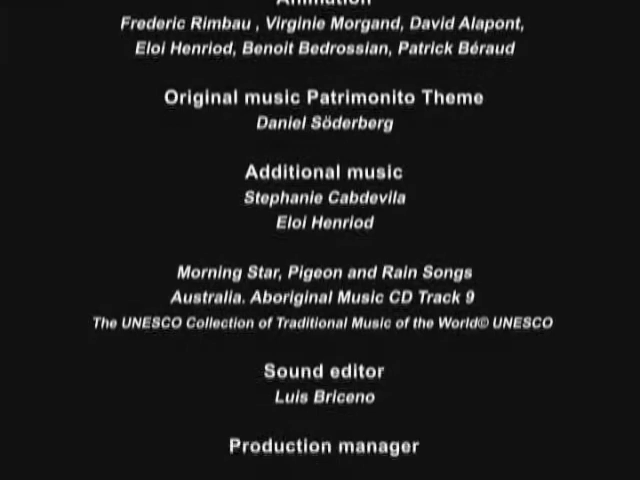 Animation
Frederic Rimbau , Virginie Morgand, David Alapont,
Eloi Henriod, Benoit Bedrossian, Patrick Béraud
Original music Patrimonito Theme
Daniel Söderberg
Additional music
Stephanie Cabdevila
Eloi Henriod
Morning Star, Pigeon and Rain Songs
Australia. Aboriginal Music CD Track 9
The UNESCO Collection of Traditional Music of the World© UNESCO
Sound editor
Luis Briceno
Production manager